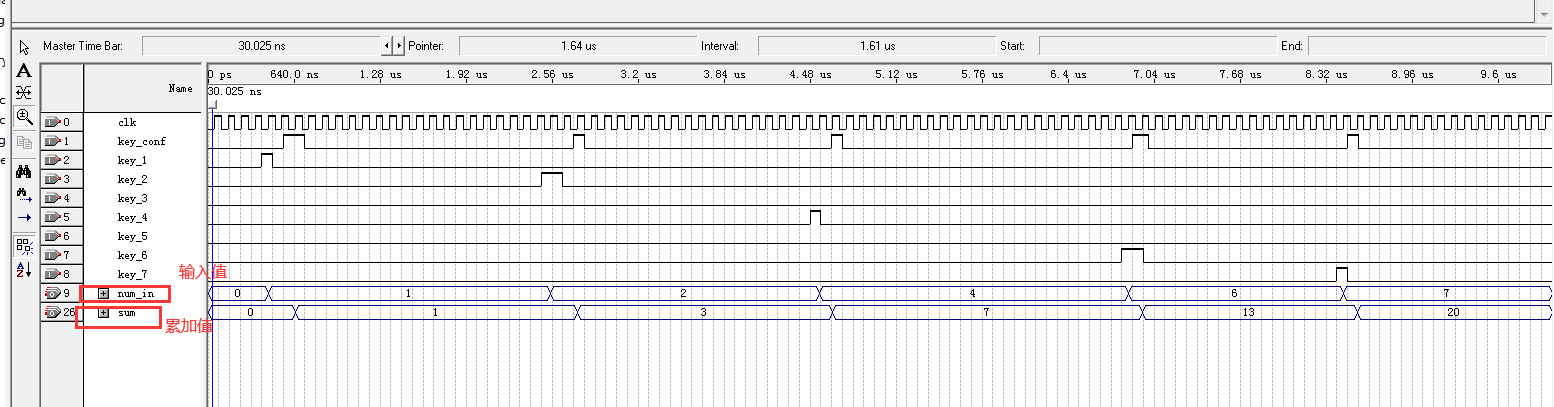 Master Time Bar: 30.025 ns Pointer: 1.64 us Interval: 1.61 us Start: End:
0 ps 640.0 ns 1.28 us 1.92 us 2.56 us 3.2 us 3.84 us 4.48 us 5.12 us 5.76 us 6.4 us 7.04 us 7.68 us 8.32 us 8.96 us 9.6 us
Name
30.025 ns
0 clk
1 key_conf
2 key_1
3 key_2
4 key_3
5 key_4
6 key_5
7 key_6
8 key_7
输入值
9 num_in 0 1 2 4 6 7
26 sum 0 1 3 7 13 20
累加值